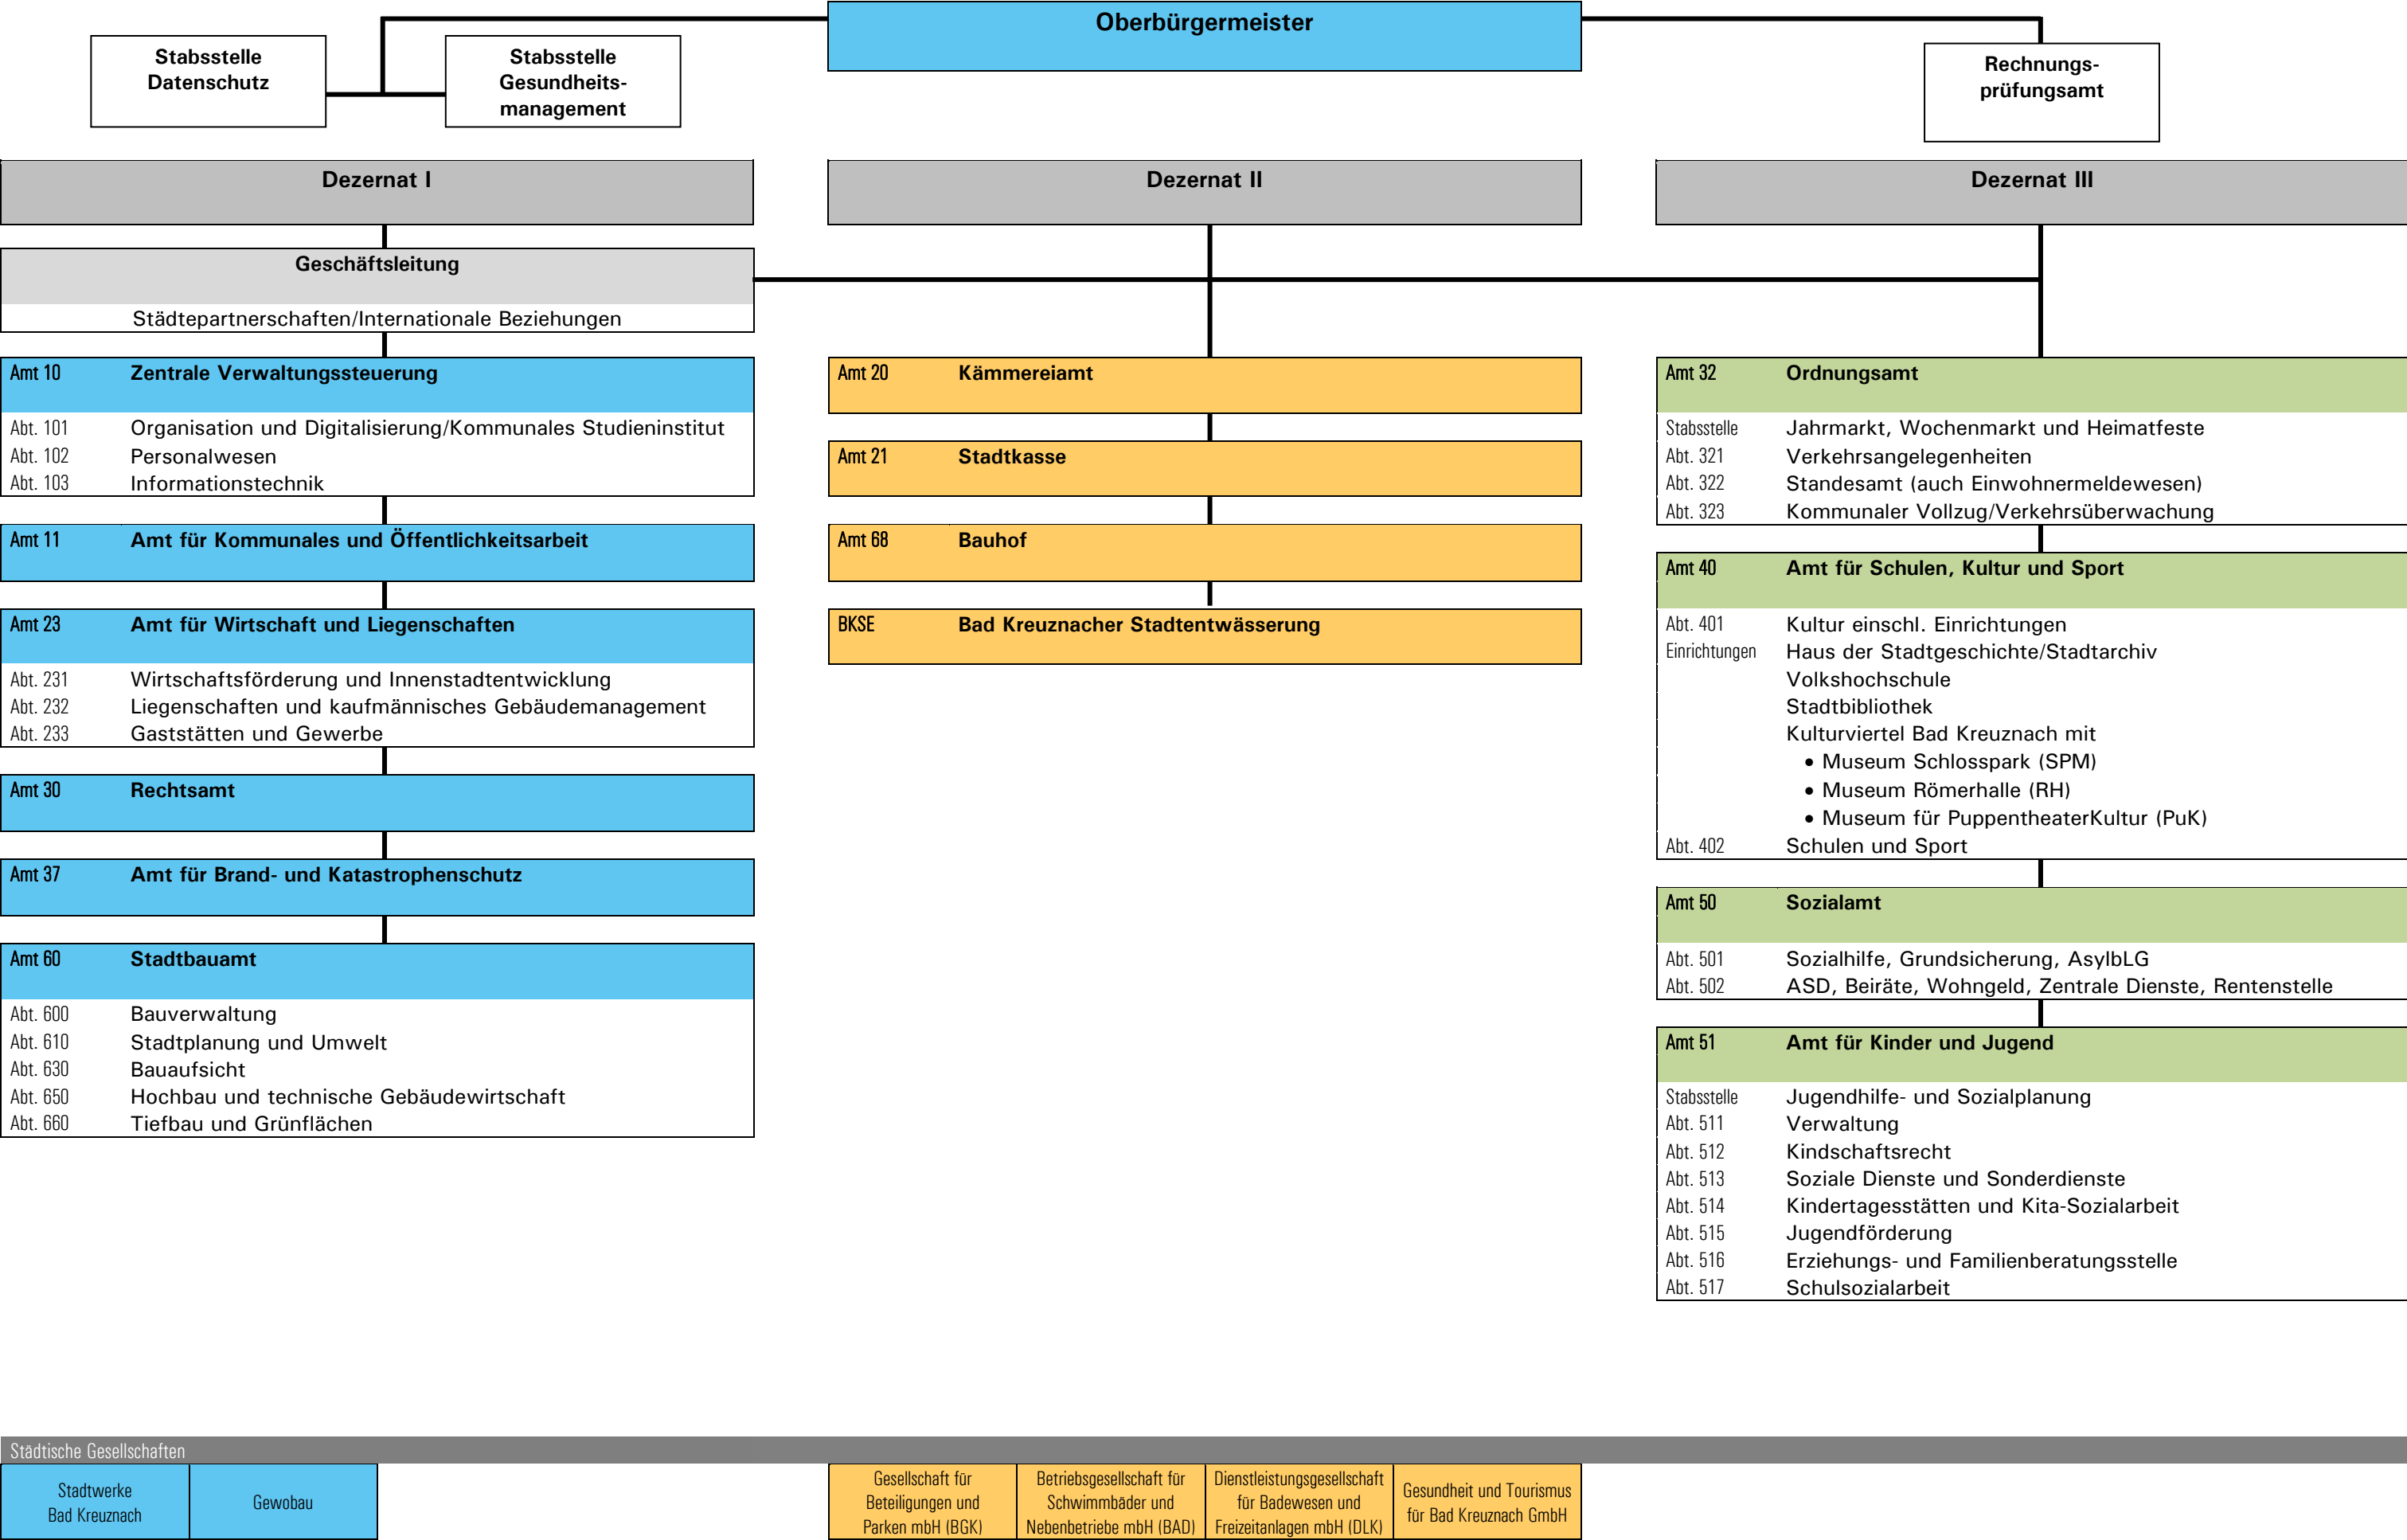 Oberbürgermeister
Stabsstelle
Datenschutz
Stabsstelle
Gesundheits-
management
Rechnungs-
prüfungsamt
Dezernat I
Dezernat II
Dezernat III
Geschäftsleitung
Städtepartnerschaften/Internationale Beziehungen
Amt 10 Zentrale Verwaltungssteuerung
Abt. 101 Organisation und Digitalisierung/Kommunales Studieninstitut
Abt. 102 Personalwesen
Abt. 103 Informationstechnik
Amt 11 Amt für Kommunales und Öffentlichkeitsarbeit
Amt 23 Amt für Wirtschaft und Liegenschaften
Abt. 231 Wirtschaftsförderung und Innenstadtentwicklung
Abt. 232 Liegenschaften und kaufmännisches Gebäudemanagement
Abt. 233 Gaststätten und Gewerbe
Amt 30 Rechtsamt
Amt 37 Amt für Brand- und Katastrophenschutz
Amt 60 Stadtbauamt
Abt. 600 Bauverwaltung
Abt. 610 Stadtplanung und Umwelt
Abt. 630 Bauaufsicht
Abt. 650 Hochbau und technische Gebäudewirtschaft
Abt. 660 Tiefbau und Grünflächen
Amt 20 Kämmereiamt
Amt 21 Stadtkasse
Amt 68 Bauhof
BKSE Bad Kreuznacher Stadtentwässerung
Amt 32 Ordnungsamt
Stabsstelle Jahrmarkt, Wochenmarkt und Heimatfeste
Abt. 321 Verkehrsangelegenheiten
Abt. 322 Standesamt (auch Einwohnermeldewesen)
Abt. 323 Kommunaler Vollzug/Verkehrsüberwachung
Amt 40 Amt für Schulen, Kultur und Sport
Abt. 401 Kultur einschl. Einrichtungen
Einrichtungen Haus der Stadtgeschichte/Stadtarchiv
Volkshochschule
Stadtbibliothek
Kulturviertel Bad Kreuznach mit
• Museum Schlosspark (SPM)
• Museum Römerhalle (RH)
• Museum für PuppentheaterKultur (PuK)
Abt. 402 Schulen und Sport
Amt 50 Sozialamt
Abt. 501 Sozialhilfe, Grundsicherung, AsylbLG
Abt. 502 ASD, Beiräte, Wohngeld, Zentrale Dienste, Rentenstelle
Amt 51 Amt für Kinder und Jugend
Stabsstelle Jugendhilfe- und Sozialplanung
Abt. 511 Verwaltung
Abt. 512 Kindschaftsrecht
Abt. 513 Soziale Dienste und Sonderdienste
Abt. 514 Kindertagesstätten und Kita-Sozialarbeit
Abt. 515 Jugendförderung
Abt. 516 Erziehungs- und Familienberatungsstelle
Abt. 517 Schulsozialarbeit
Städtische Gesellschaften
Stadtwerke
Bad Kreuznach
Gewobau
Gesellschaft für
Beteiligungen und
Parken mbH (BGK)
Betriebsgesellschaft für
Schwimmbäder und
Nebenbetriebe mbH (BAD)
Dienstleistungsgesellschaft
für Badewesen und
Freizeitanlagen mbH (DLK)
Gesundheit und Tourismus
für Bad Kreuznach GmbH